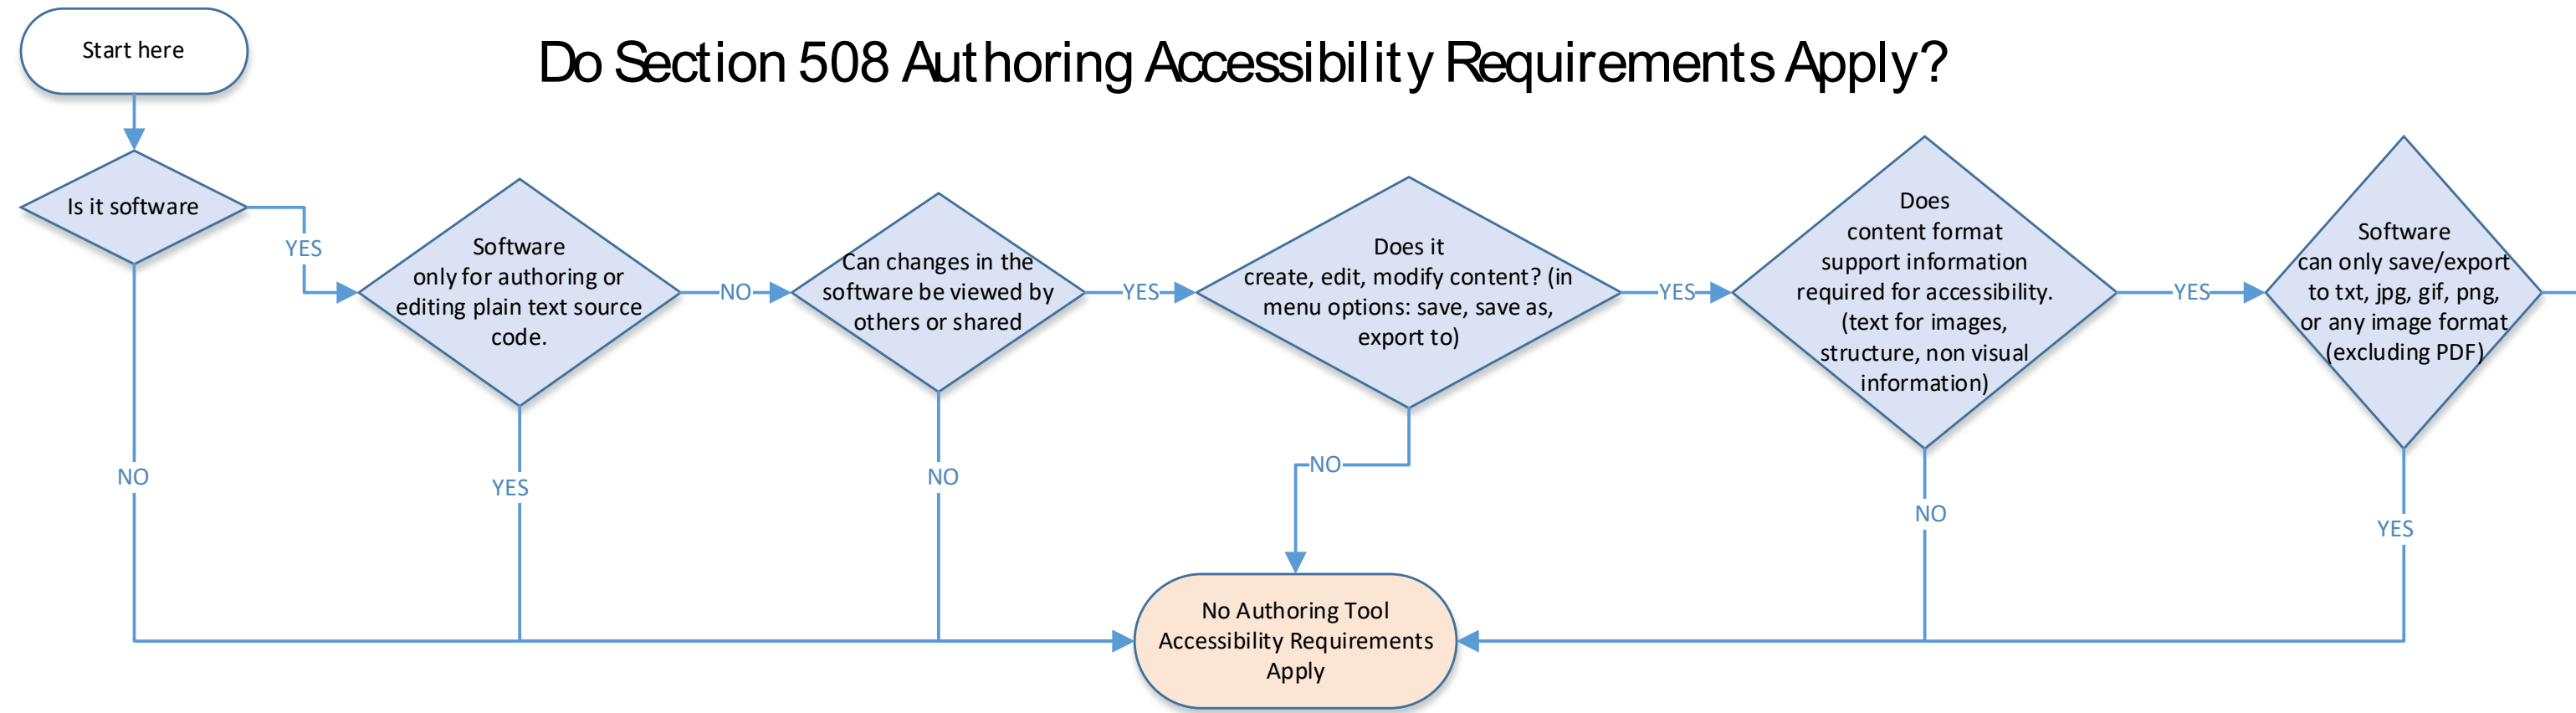 Start here
Do Section 508 Authoring Accessibility Requirements Apply?
Is it software
YES
NO
Software
only for authoring or
editing plain text source
code.
NO
YES
Can changes in the
software be viewed by
others or shared
YES
NO
Does it
create, edit, modify content? (in
menu options: save, save as,
export to)
YES
NO
Does
content format
support information
required for accessibility.
(text for images,
structure, non visual
information)
YES
NO
Software
can only save/export
to txt, jpg, gif, png,
or any image format
(excluding PDF)
YES
No Authoring Tool
Accessibility Requirements
Apply